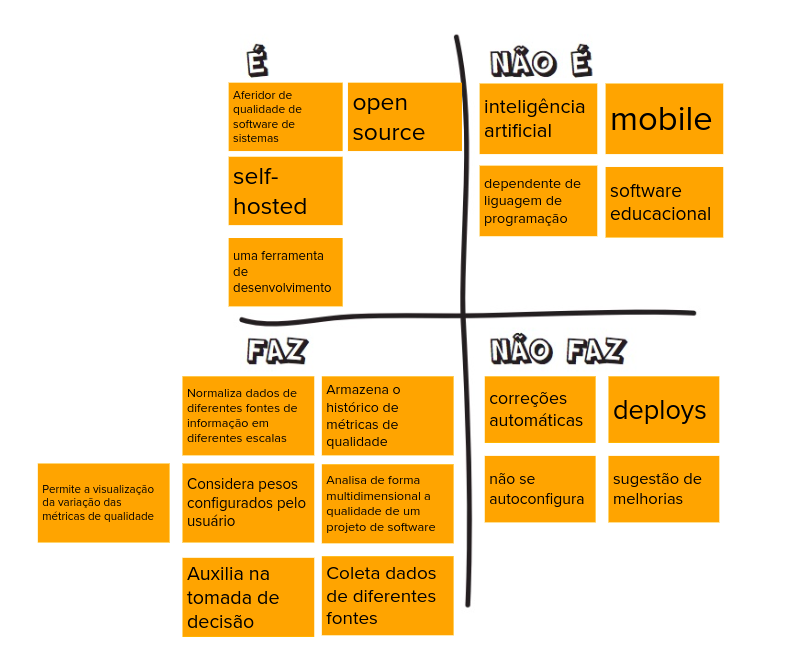 É
Aferidor de
qualidade de
software de
sistemas
open
source
self-
hosted
uma ferramenta
de
desenvolvimento
NÃO É
inteligência
artificial
mobile
dependente de
liguagem de
programação
software
educacional
FAZ
Normaliza dados de
diferentes fontes de
informação em
diferentes escalas
Armazena o
histórico de
métricas de
qualidade
Permite a visualização
da variação das
métricas de qualidade
Considera pesos
configurados pelo
usuário
Analisa de forma
multidimensional a
qualidade de um
projeto de software
Auxilia na
tomada de
decisão
Coleta dados
de diferentes
fontes
NÃO FAZ
correções
automáticas
deploys
não se
autoconfigura
sugestão de
melhorias